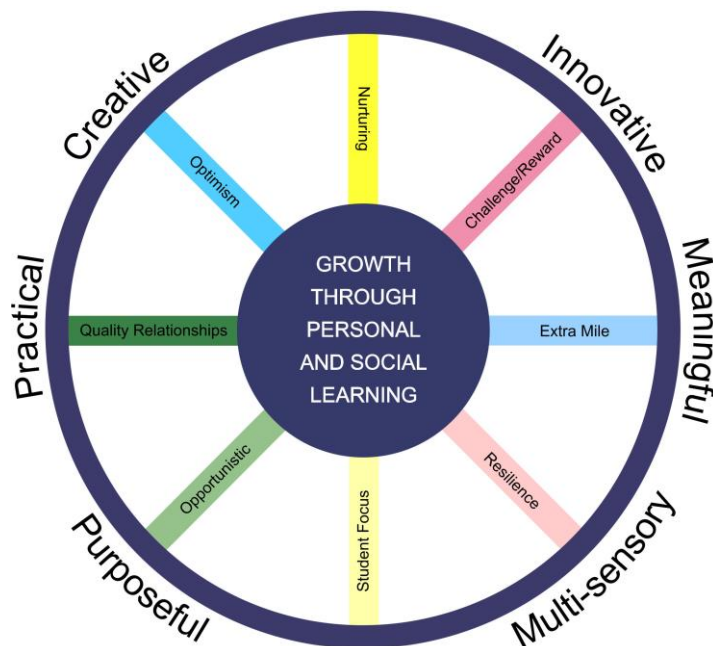 Creative
Innovative
Nurturing
Optimism
Challenge/Reward
Practical
Quality Relationships
GROWTH
THROUGH
PERSONAL
AND SOCIAL
LEARNING
Extra Mile
Meaningful
Opportunistic
Student Focus
Resilience
Purposeful
Multi-sensory